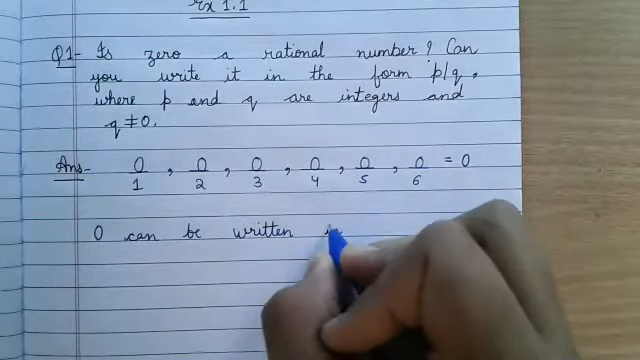 Ex 1.1
Q1- Is zero a rational number? Can
you write it in the form p/q,
where p and q are integers and
q ≠ 0.
Ans- 0/1, 0/2, 0/3, 0/4, 0/5, 0/6 = 0
0 can be written